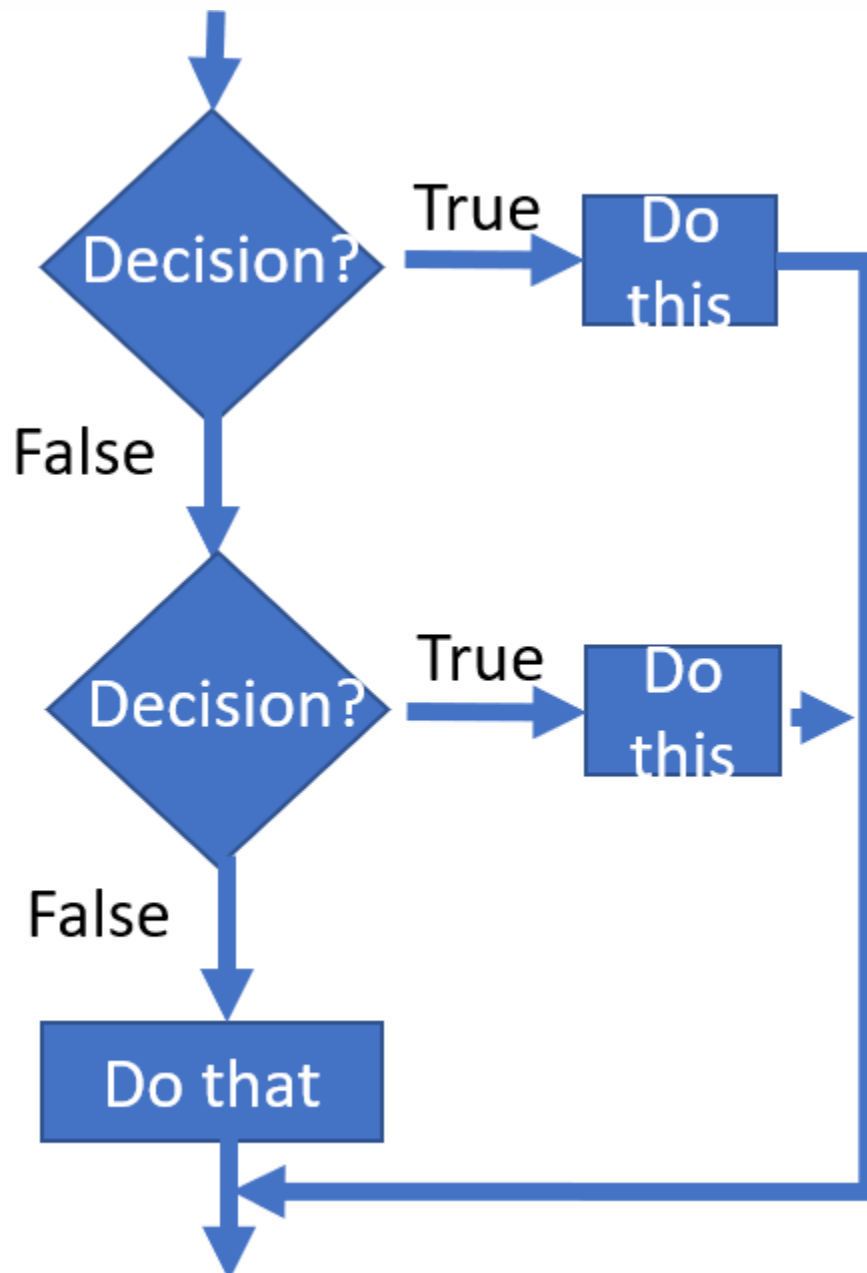 True
Do
this
Decision?
False
True
Do
this
Decision?
False
Do that